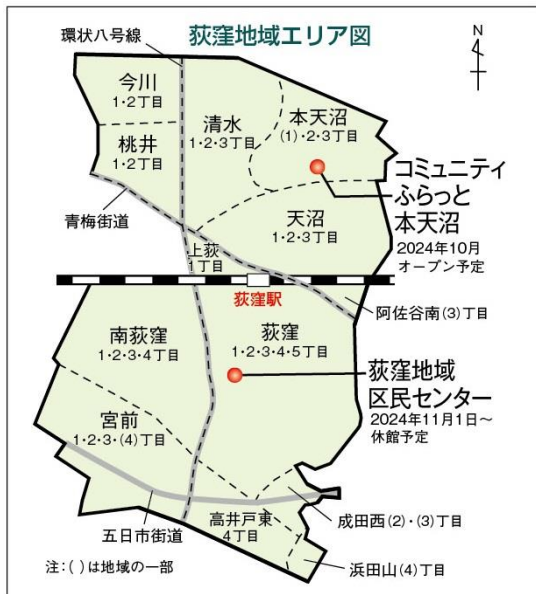 荻窪地域エリア図
N
環状八号線
今川
1・2丁目
桃井
1・2丁目
清水
1・2・3丁目
本天沼
(1)・2・3丁目
コミュニティ
ふらっと
本天沼
2024年10月
オープン予定
青梅街道
天沼
1・2・3丁目
上荻
1丁目
荻窪駅
阿佐谷南(3)丁目
南荻窪
1・2・3・4丁目
荻窪
1・2・3・4・5丁目
荻窪地域
区民センター
2024年11月1日～
休館予定
宮前
1・2・3・(4)丁目
五日市街道
高井戸東
4丁目
成田西(2)・(3)丁目
浜田山(4)丁目
注：( )は地域の一部